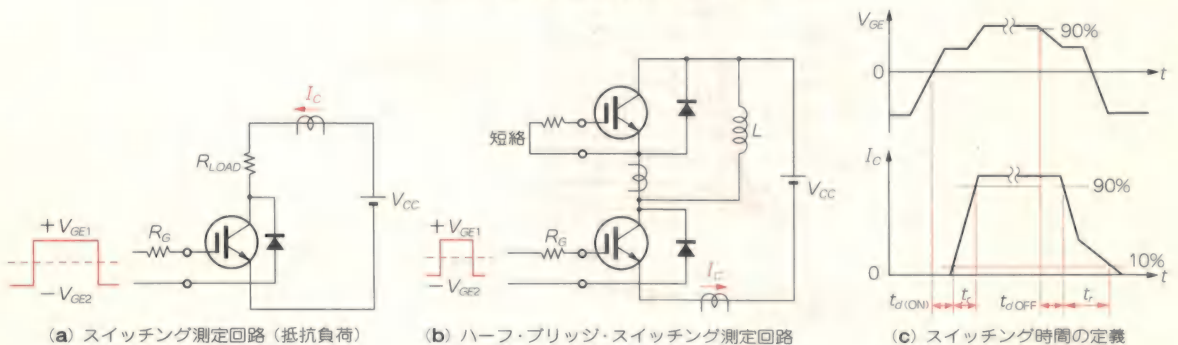 I_C
R_LOAD
V_CC
+V_GE1
−V_GE2
R_G
(a) スイッチング測定回路(抵抗負荷)
短絡
L
V_CC
+V_GE1
−V_GE2
R_G
I_C
(b) ハーフ・ブリッジ・スイッチング測定回路
V_GE
90%
0
t
I_C
90%
10%
0
t
t_d(ON) t_r t_d OFF t_f
(c) スイッチング時間の定義